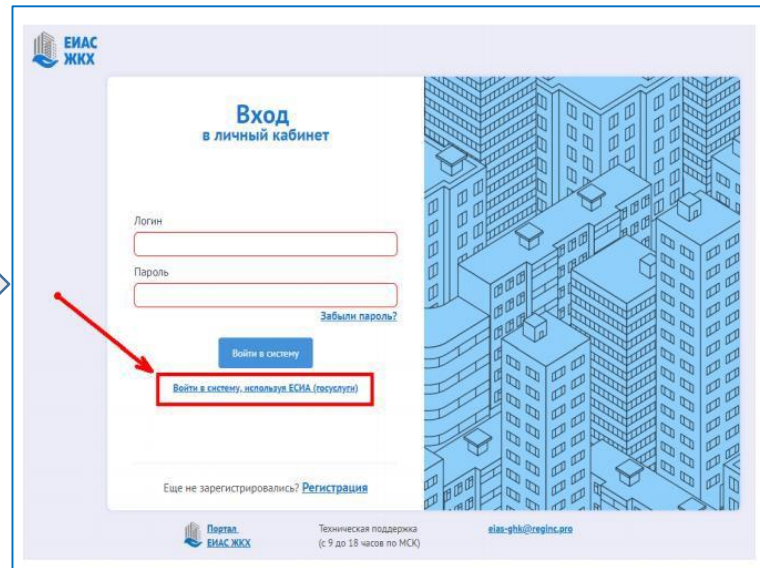 ЕИАС
ЖКХ
Вход
в личный кабинет
Логин
Пароль
Забыли пароль?
Войти в систему
Войти в систему, используя ЕСИА (госуслуги)
Еще не зарегистрировались? Регистрация
Портал
ЕИАС ЖКХ
Техническая поддержка
(с 9 до 18 часов по МСК)
eias-ghk@reginc.pro